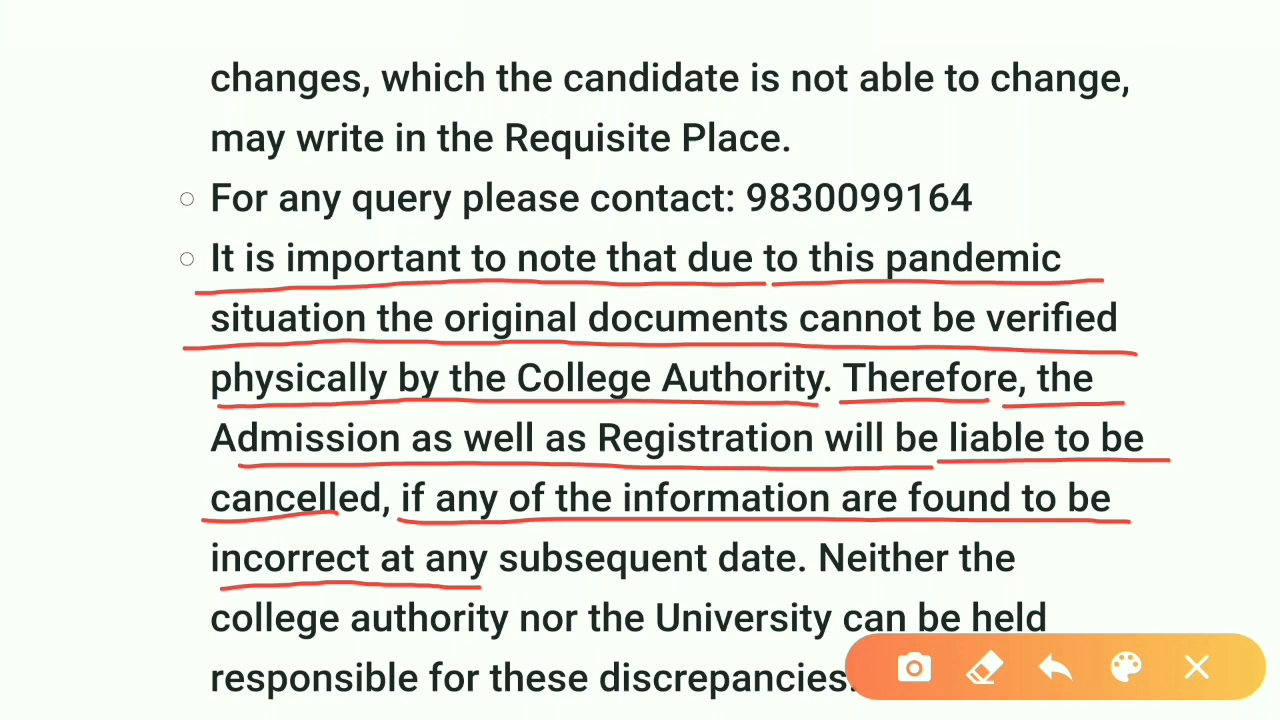 changes, which the candidate is not able to change,
may write in the Requisite Place.
For any query please contact: 9830099164
It is important to note that due to this pandemic
situation the original documents cannot be verified
physically by the College Authority. Therefore, the
Admission as well as Registration will be liable to be
cancelled, if any of the information are found to be
incorrect at any subsequent date. Neither the
college authority nor the University can be held
responsible for these discrepancies.